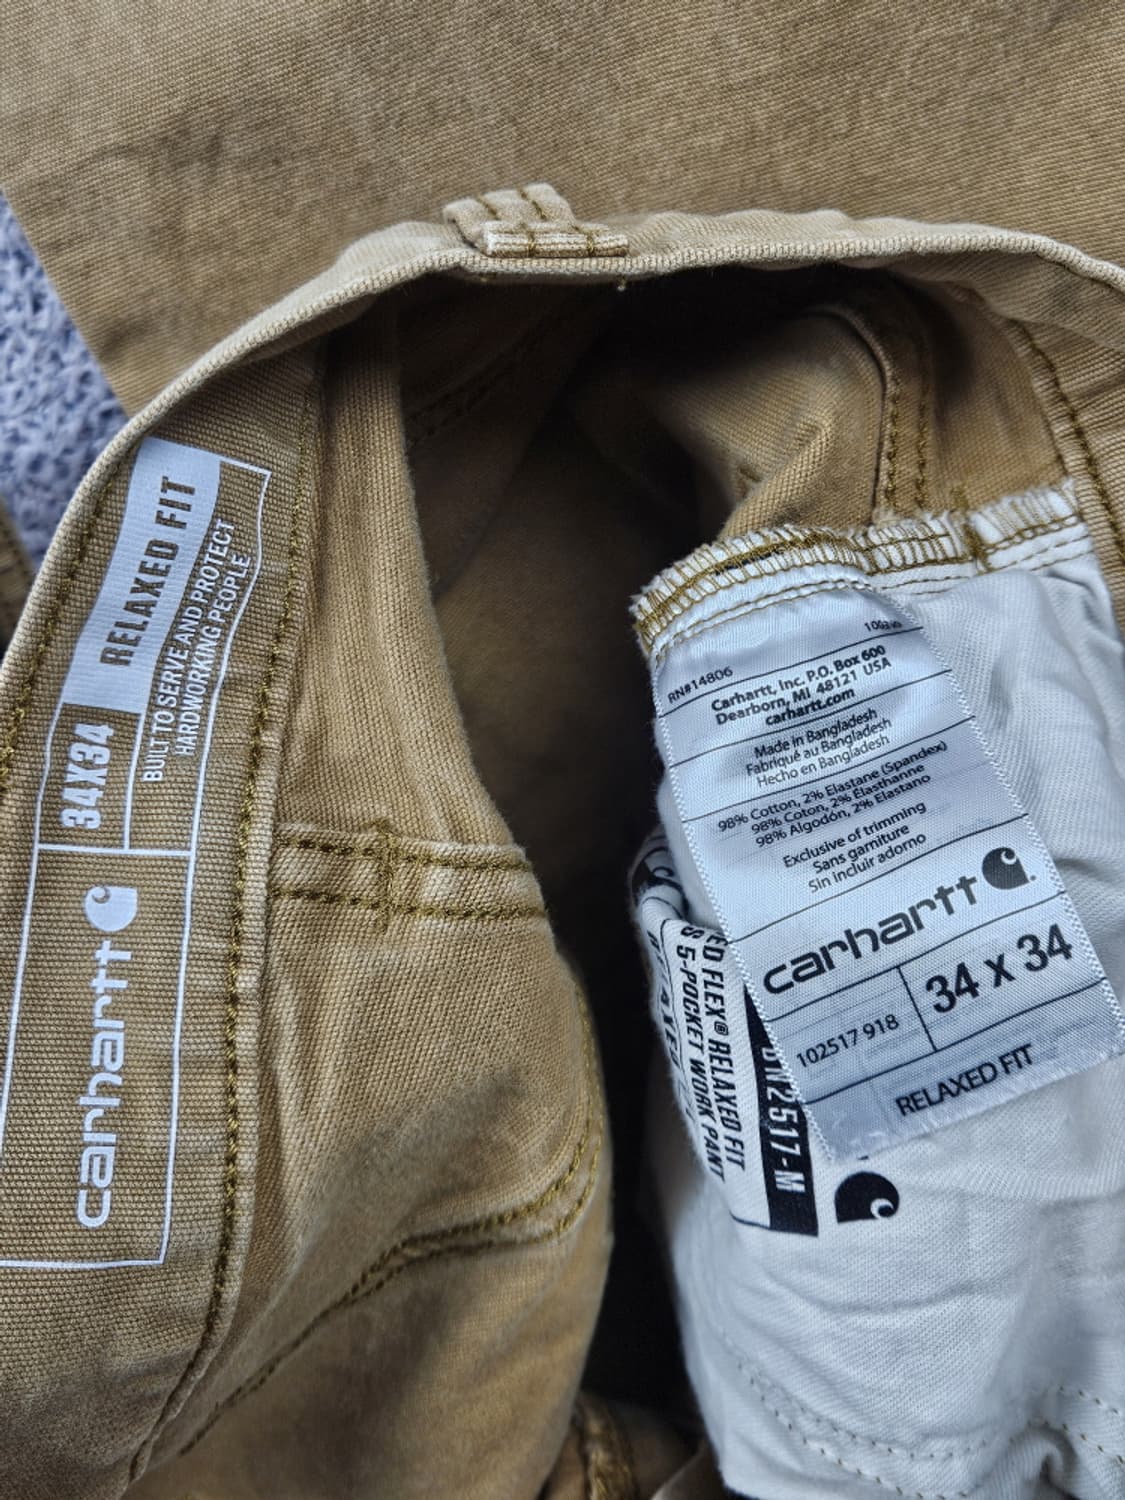 RELAXED FIT
BUILT TO SERVE AND PROTECT
HARDWORKING PEOPLE
34X34
carhartt
RN#14806
Carhartt, Inc. P.O. Box 600
Dearborn, MI 48121 USA
carhartt.com
Made in Bangladesh
Fabriqué au Bangladesh
Hecho en Bangladesh
98% Cotton, 2% Elastane (Spandex)
98% Coton, 2% Élasthanne
98% Algodón, 2% Elastano
Exclusive of trimming
Sans garniture
Sin incluir adorno
carhartt
102517 918
34 x 34
RELAXED FIT
FLEX® RELAXED FIT
5-POCKET WORK PANT
2517-M